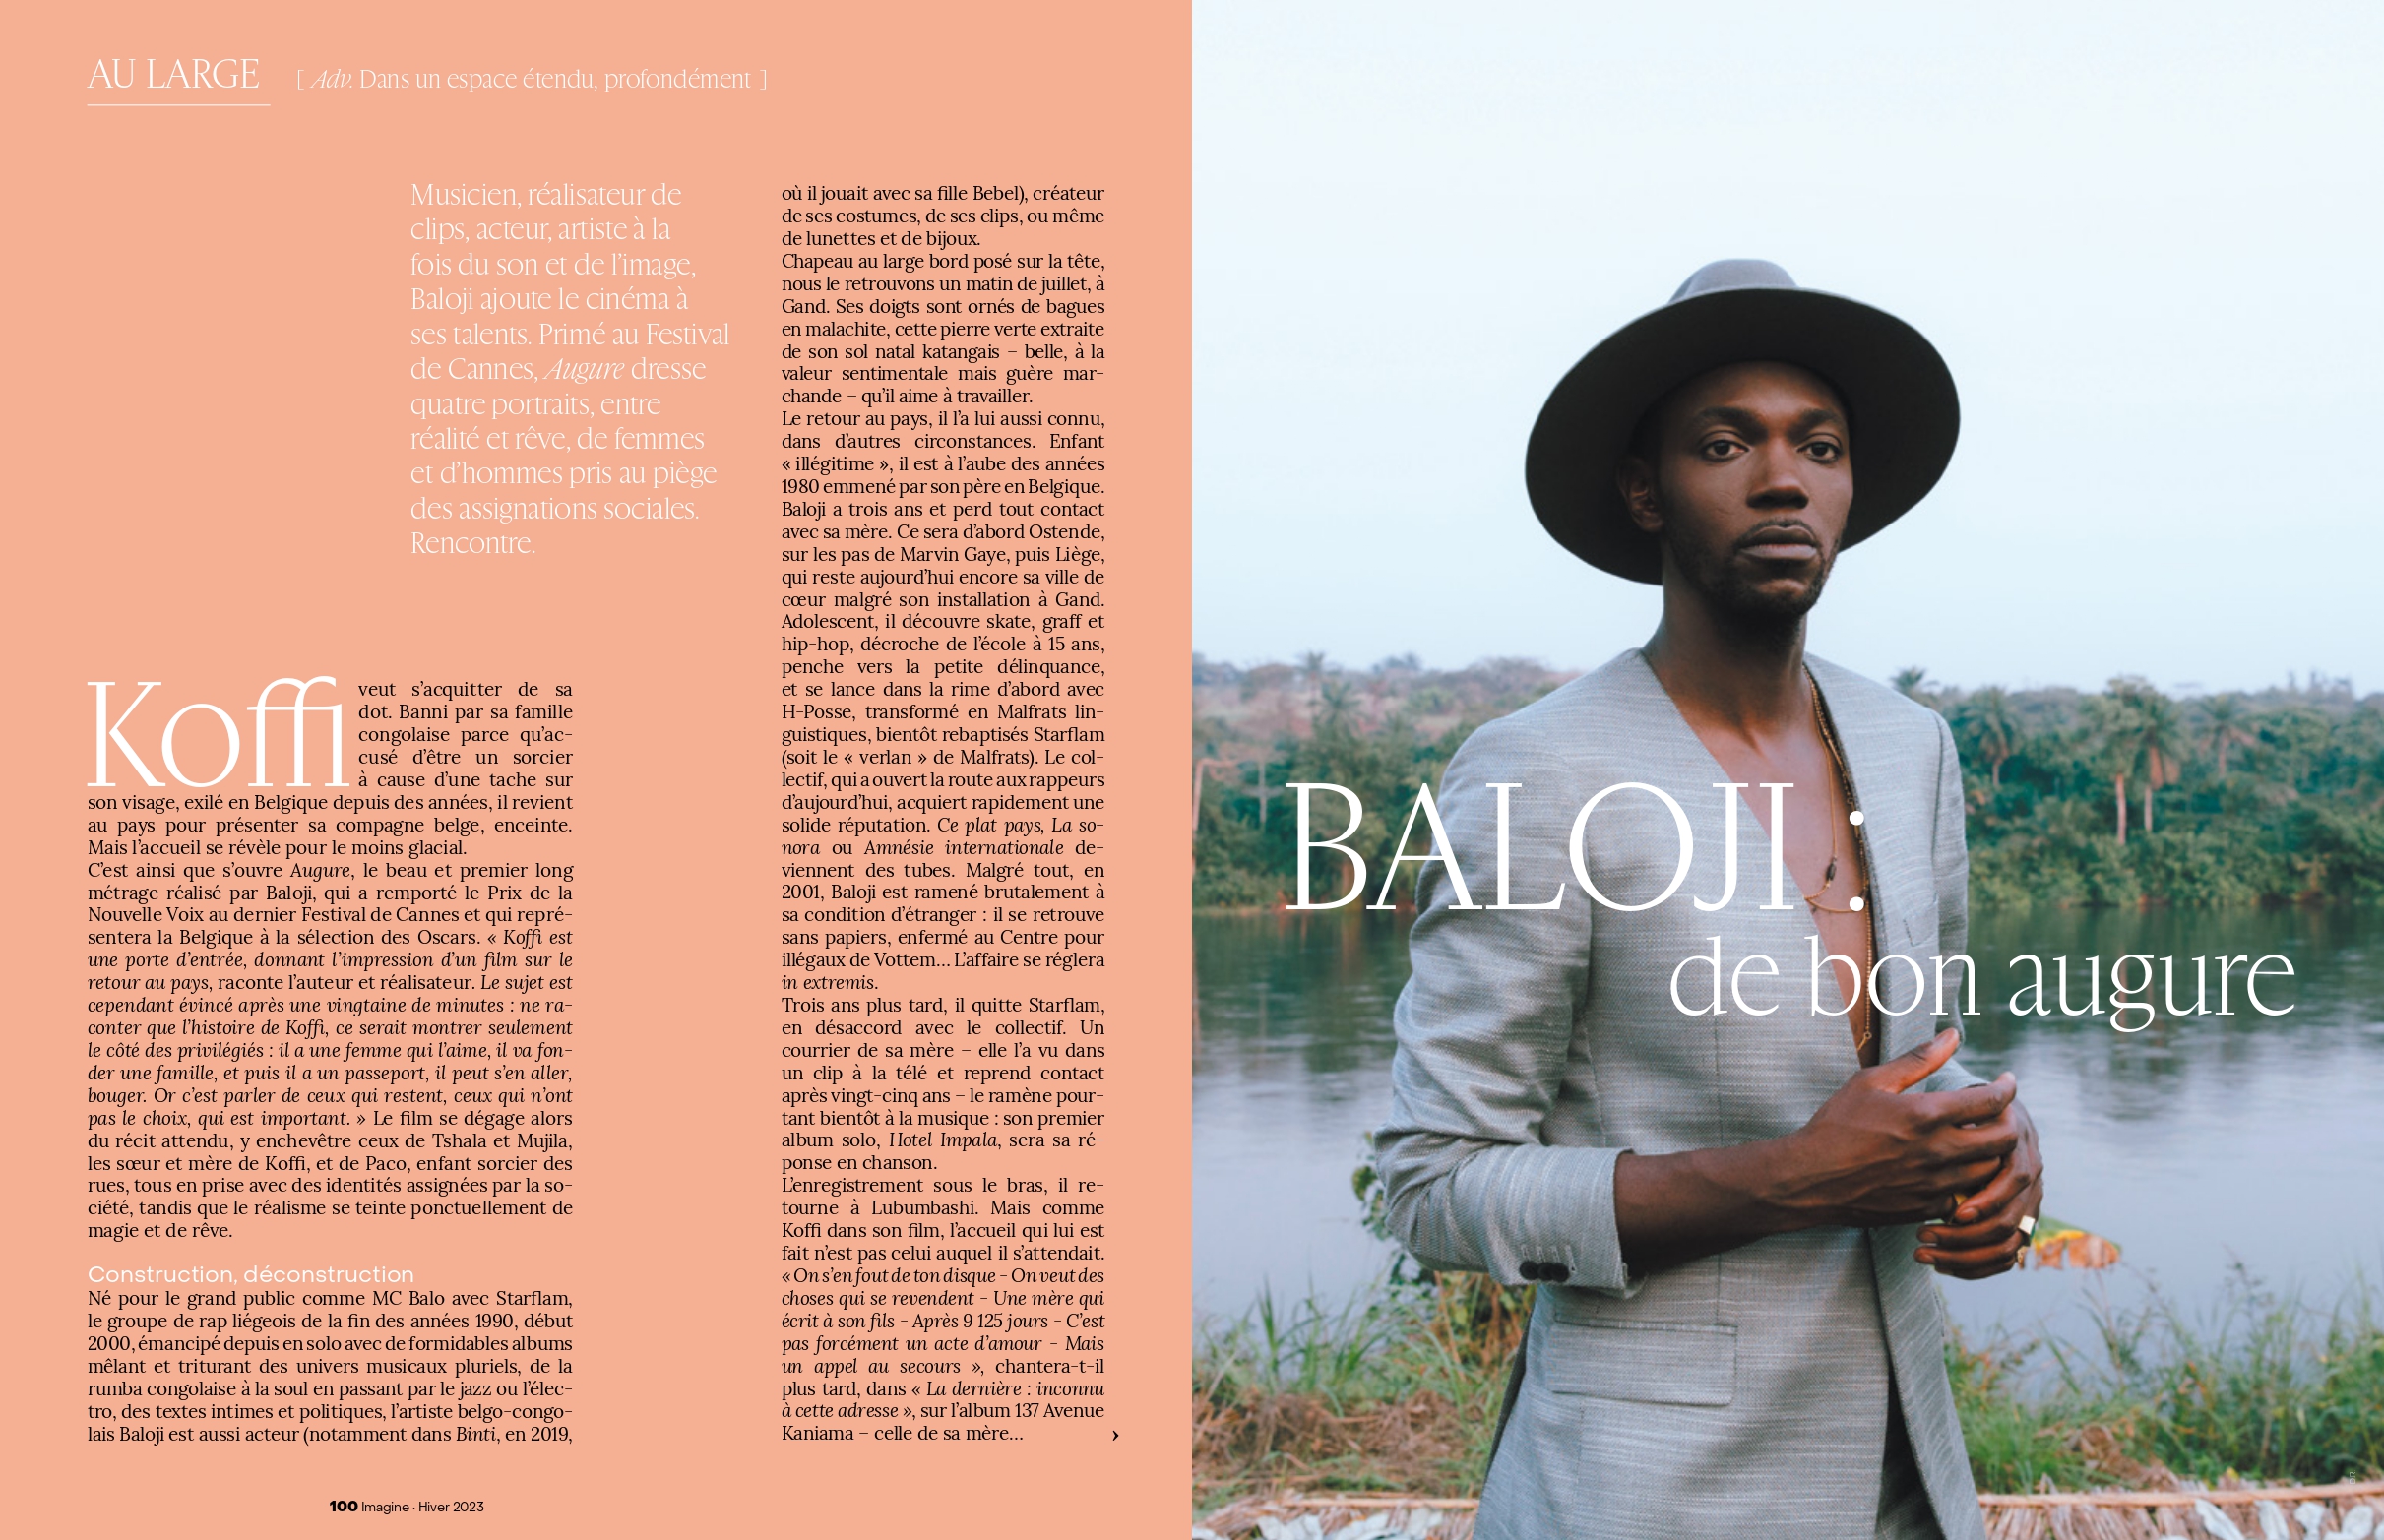 AU LARGE [ Adv. Dans un espace étendu, profondément ]
Musicien, réalisateur de
clips, acteur, artiste à la
fois du son et de l’image,
Baloji ajoute le cinéma à
ses talents. Primé au Festival
de Cannes, Augure dresse
quatre portraits, entre
réalité et rêve, de femmes
et d’hommes pris au piège
des assignations sociales.
Rencontre.
Koffi veut s’acquitter de sa
dot. Banni par sa famille
congolaise parce qu’ac-
cusé d’être un sorcier
à cause d’une tache sur
son visage, exilé en Belgique depuis des années, il revient
au pays pour présenter sa compagne belge, enceinte.
Mais l’accueil se révèle pour le moins glacial.
C’est ainsi que s’ouvre Augure, le beau et premier long
métrage réalisé par Baloji, qui a remporté le Prix de la
Nouvelle Voix au dernier Festival de Cannes et qui repré-
sentera la Belgique à la sélection des Oscars. « Koffi est
une porte d’entrée, donnant l’impression d’un film sur le
retour au pays, raconte l’auteur et réalisateur. Le sujet est
cependant évincé après une vingtaine de minutes : ne ra-
conter que l’histoire de Koffi, ce serait montrer seulement
le côté des privilégiés : il a une femme qui l’aime, il va fon-
der une famille, et puis il a un passeport, il peut s’en aller,
bouger. Or c’est parler de ceux qui restent, ceux qui n’ont
pas le choix, qui est important. » Le film se dégage alors
du récit attendu, y enchevêtre ceux de Tshala et Mujila,
les sœur et mère de Koffi, et de Paco, enfant sorcier des
rues, tous en prise avec des identités assignées par la so-
ciété, tandis que le réalisme se teinte ponctuellement de
magie et de rêve.
Construction, déconstruction
Né pour le grand public comme MC Balo avec Starflam,
le groupe de rap liégeois de la fin des années 1990, début
2000, émancipé depuis en solo avec de formidables albums
mêlant et triturant des univers musicaux pluriels, de la
rumba congolaise à la soul en passant par le jazz ou l’élec-
tro, des textes intimes et politiques, l’artiste belgo-congo-
lais Baloji est aussi acteur (notamment dans Binti, en 2019,
où il jouait avec sa fille Bebel), créateur
de ses costumes, de ses clips, ou même
de lunettes et de bijoux.
Chapeau au large bord posé sur la tête,
nous le retrouvons un matin de juillet, à
Gand. Ses doigts sont ornés de bagues
en malachite, cette pierre verte extraite
de son sol natal katangais – belle, à la
valeur sentimentale mais guère mar-
chande – qu’il aime à travailler.
Le retour au pays, il l’a lui aussi connu,
dans d’autres circonstances. Enfant
« illégitime », il est à l’aube des années
1980 emmené par son père en Belgique.
Baloji a trois ans et perd tout contact
avec sa mère. Ce sera d’abord Ostende,
sur les pas de Marvin Gaye, puis Liège,
qui reste aujourd’hui encore sa ville de
cœur malgré son installation à Gand.
Adolescent, il découvre skate, graff et
hip-hop, décroche de l’école à 15 ans,
penche vers la petite délinquance,
et se lance dans la rime d’abord avec
H-Posse, transformé en Malfrats lin-
guistiques, bientôt rebaptisés Starflam
(soit le « verlan » de Malfrats). Le col-
lectif, qui a ouvert la route aux rappeurs
d’aujourd’hui, acquiert rapidement une
solide réputation. Ce plat pays, La so-
nora ou Amnésie internationale de-
viennent des tubes. Malgré tout, en
2001, Baloji est ramené brutalement à
sa condition d’étranger : il se retrouve
sans papiers, enfermé au Centre pour
illégaux de Vottem… L’affaire se réglera
in extremis.
Trois ans plus tard, il quitte Starflam,
en désaccord avec le collectif. Un
courrier de sa mère – elle l’a vu dans
un clip à la télé et reprend contact
après vingt-cinq ans – le ramène pour-
tant bientôt à la musique : son premier
album solo, Hotel Impala, sera sa ré-
ponse en chanson.
L’enregistrement sous le bras, il re-
tourne à Lubumbashi. Mais comme
Koffi dans son film, l’accueil qui lui est
fait n’est pas celui auquel il s’attendait.
« On s’en fout de ton disque - On veut des
choses qui se revendent - Une mère qui
écrit à son fils - Après 9 125 jours - C’est
pas forcément un acte d’amour - Mais
un appel au secours », chantera-t-il
plus tard, dans « La dernière : inconnu
à cette adresse », sur l’album 137 Avenue
Kaniama – celle de sa mère… ›
100 Imagine · Hiver 2023
BALOJI :
de bon augure